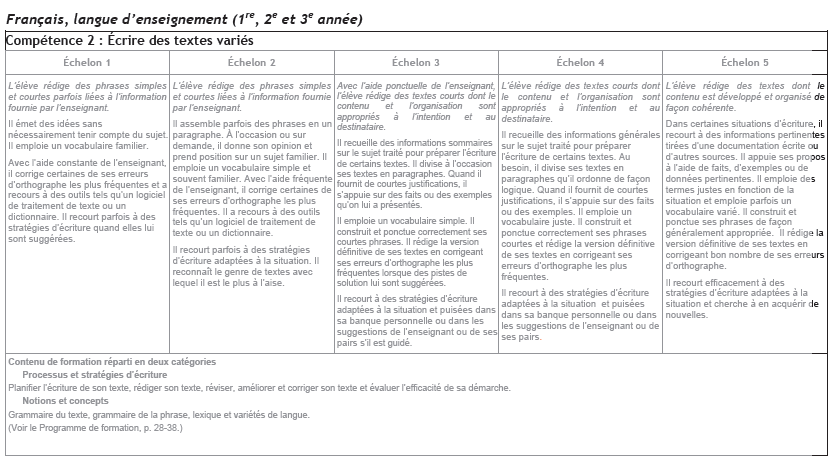 Français, langue d'enseignement (1re, 2e et 3e année)
Compétence 2 : Écrire des textes variés
Échelon 1
Échelon 2
Échelon 3
Échelon 4
Échelon 5
L'élève rédige des phrases simples
et courtes parfois liées à l'information
fournie par l'enseignant.
Il émet des idées sans
nécessairement tenir compte du sujet.
Il emploie un vocabulaire familier.
Avec l'aide constante de l'enseignant,
il corrige certaines de ses erreurs
d'orthographe les plus fréquentes et a
recours à des outils tels qu'un logiciel
de traitement de texte ou un
dictionnaire. Il recourt parfois à des
stratégies d'écriture quand elles lui
sont suggérées.
L'élève rédige des phrases simples
et courtes liées à l'information fournie
par l'enseignant.
Il assemble parfois des phrases en un
paragraphe. À l'occasion ou sur
demande, il donne son opinion et
prend position sur un sujet familier. Il
emploie un vocabulaire simple et
souvent familier. Avec l'aide fréquente
de l'enseignant, il corrige certaines de
ses erreurs d'orthographe les plus
fréquentes. Il a recours à des outils
tels qu'un logiciel de traitement de
texte ou un dictionnaire.
Il recourt parfois à des stratégies
d'écriture adaptées à la situation. Il
reconnaît le genre de textes avec
lequel il est le plus à l'aise.
Avec l'aide ponctuelle de l'enseignant,
l'élève rédige des textes courts dont le
contenu et l'organisation sont
appropriés à l'intention et au
destinataire.
Il recueille des informations sommaires
sur le sujet traité pour préparer l'écriture
de certains textes. Il divise à l'occasion
ses textes en paragraphes. Quand il
fournit de courtes justifications, il
s'appuie sur des faits ou des exemples
qu'on lui a présentés.
Il emploie un vocabulaire simple. Il
construit et ponctue correctement ses
courtes phrases. Il rédige la version
définitive de ses textes en corrigeant
ses erreurs d'orthographe les plus
fréquentes lorsque des pistes de
solution lui sont suggérées.
Il recourt à des stratégies d'écriture
adaptées à la situation et puisées dans
sa banque personnelle ou dans les
suggestions de l'enseignant ou de ses
pairs s'il est guidé.
L'élève rédige des textes courts dont
le contenu et l'organisation sont
appropriés à l'intention et au
destinataire.
Il recueille des informations générales
sur le sujet traité pour préparer
l'écriture de certains textes. Au
besoin, il divise ses textes en
paragraphes qu'il ordonne de façon
logique. Quand il fournit de courtes
justifications, il s'appuie sur des faits
ou des exemples. Il emploie un
vocabulaire juste. Il construit et
ponctue correctement ses phrases
courtes et rédige la version définitive
de ses textes en corrigeant ses
erreurs d'orthographe les plus
fréquentes.
Il recourt à des stratégies d'écriture
adaptées à la situation et puisées
dans sa banque personnelle ou dans
les suggestions de l'enseignant ou de
ses pairs.
L'élève rédige des textes dont le
contenu est développé et organisé de
façon cohérente.
Dans certaines situations d'écriture, il
recourt à des informations pertinentes
tirées d'une documentation écrite ou
d'autres sources. Il appuie ses propos
à l'aide de faits, d'exemples ou de
données pertinentes. Il emploie des
termes justes en fonction de la
situation et emploie parfois un
vocabulaire varié. Il construit et
ponctue ses phrases de façon
généralement appropriée. Il rédige la
version définitive de ses textes en
corrigeant bon nombre de ses erreurs
d'orthographe.
Il recourt efficacement à des
stratégies d'écriture adaptées à la
situation et cherche à en acquérir de
nouvelles.
Contenu de formation réparti en deux catégories
Processus et stratégies d'écriture
Planifier l'écriture de son texte, rédiger son texte, réviser, améliorer et corriger son texte et évaluer l'efficacité de sa démarche.
Notions et concepts
Grammaire du texte, grammaire de la phrase, lexique et variétés de langue.
(Voir le Programme de formation, p. 28-38.)